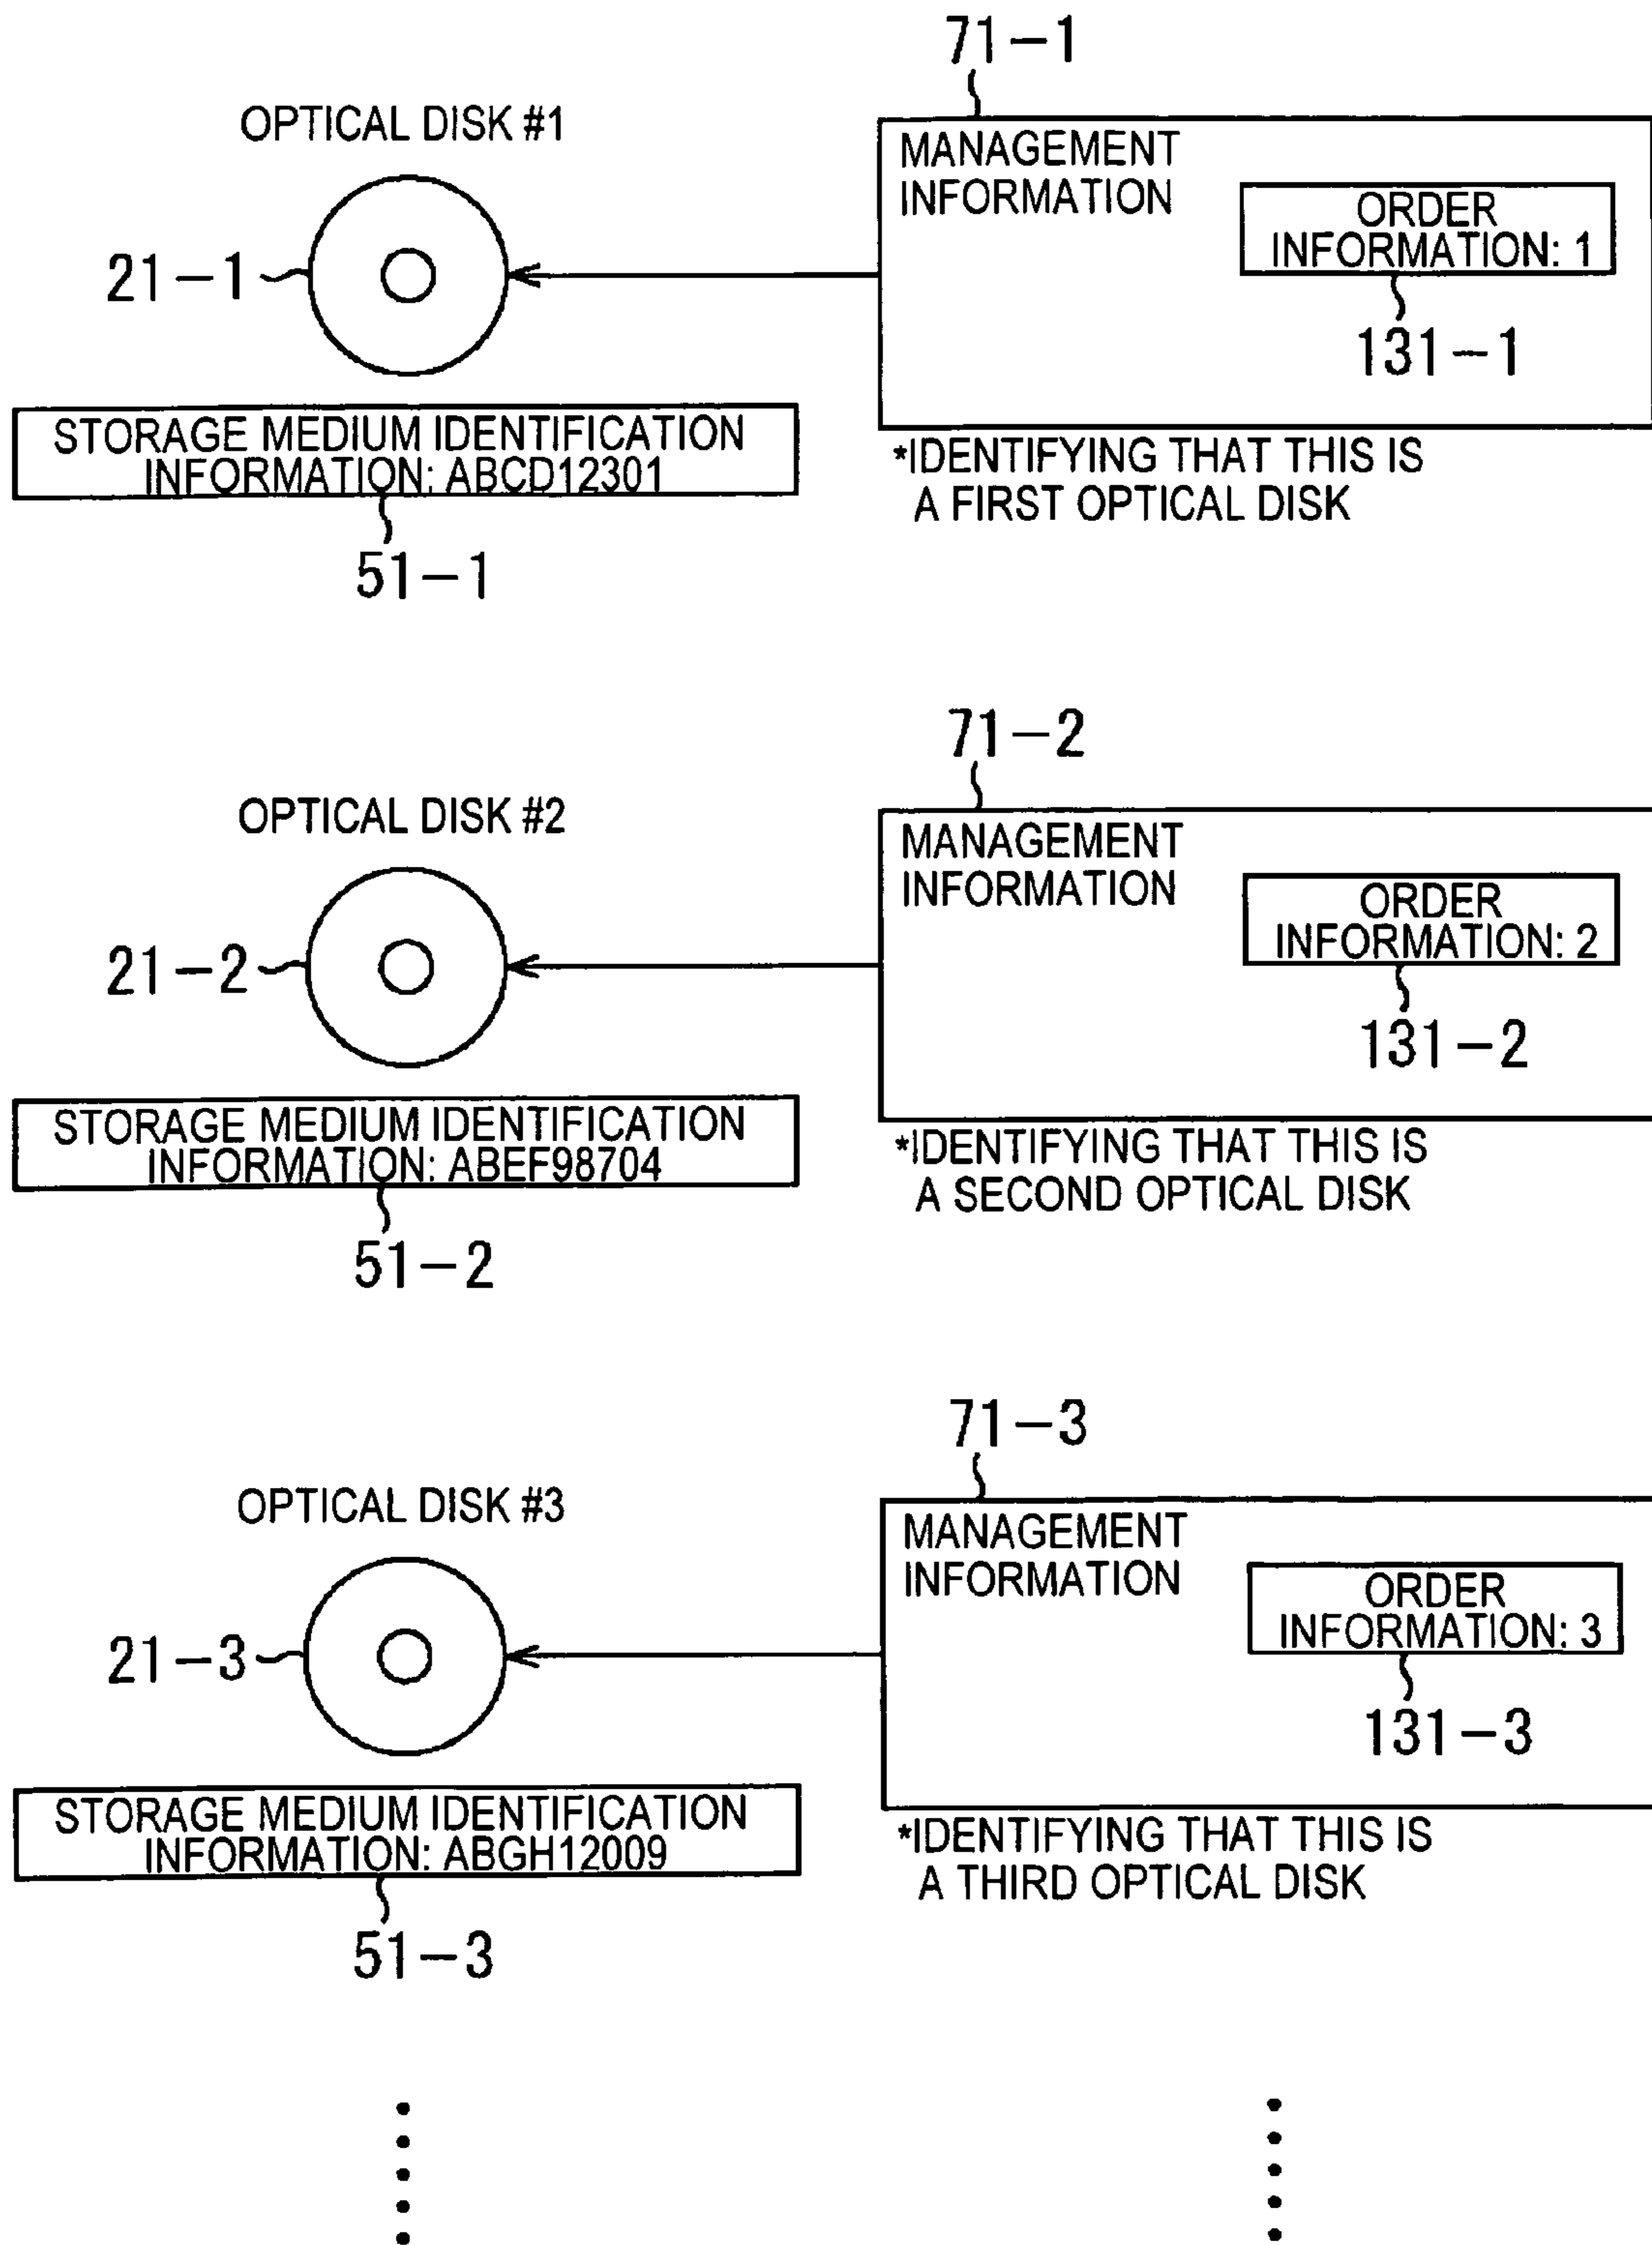 71-1
OPTICAL DISK #1
MANAGEMENT
INFORMATION
ORDER
INFORMATION: 1
21-1
131-1
STORAGE MEDIUM IDENTIFICATION
INFORMATION: ABCD12301
*IDENTIFYING THAT THIS IS
A FIRST OPTICAL DISK
51-1
71-2
OPTICAL DISK #2
MANAGEMENT
INFORMATION
ORDER
INFORMATION: 2
21-2
131-2
STORAGE MEDIUM IDENTIFICATION
INFORMATION: ABEF98704
*IDENTIFYING THAT THIS IS
A SECOND OPTICAL DISK
51-2
71-3
OPTICAL DISK #3
MANAGEMENT
INFORMATION
ORDER
INFORMATION: 3
21-3
131-3
STORAGE MEDIUM IDENTIFICATION
INFORMATION: ABGH12009
*IDENTIFYING THAT THIS IS
A THIRD OPTICAL DISK
51-3